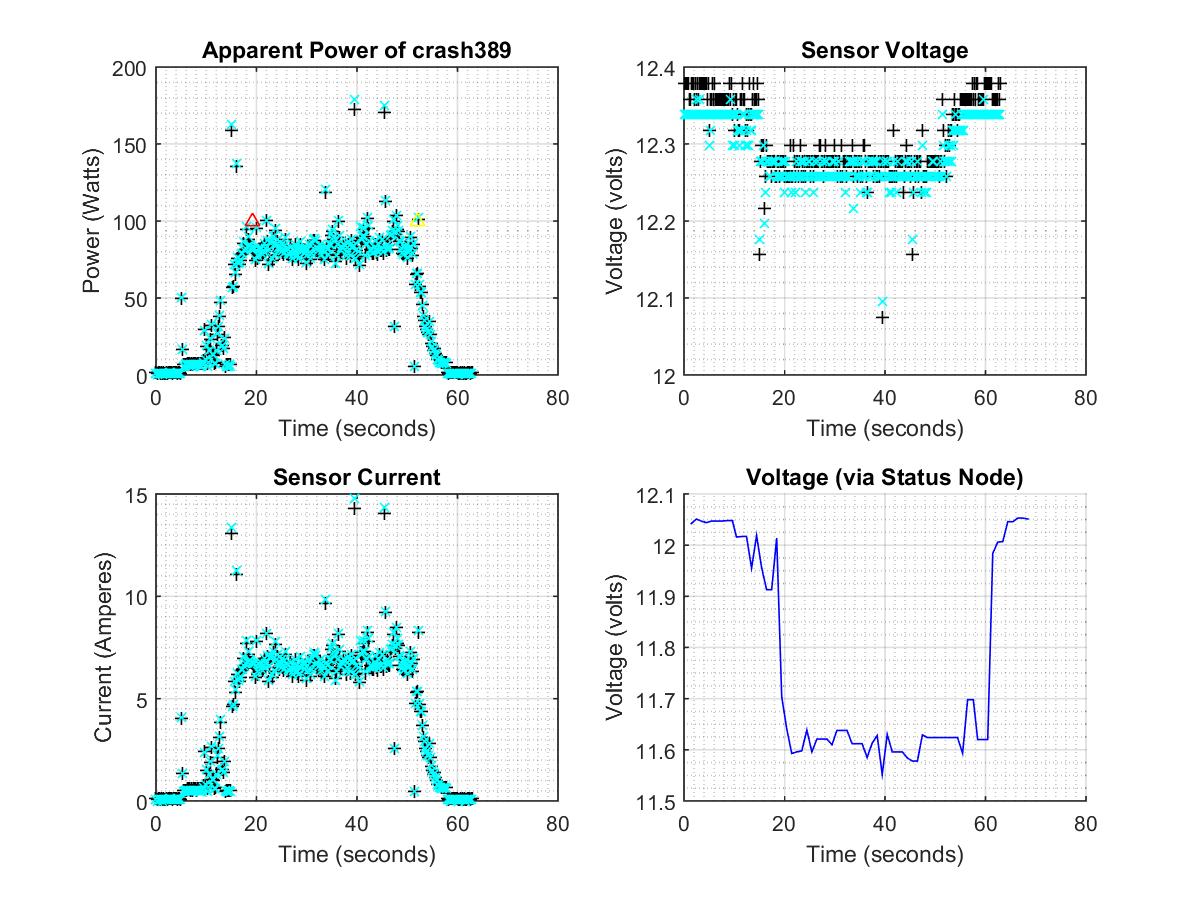 Apparent Power of crash389
200
150
100
50
0
0 20 40 60 80
Power (Watts)
Time (seconds)
Sensor Voltage
12.4
12.3
12.2
12.1
12
0 20 40 60 80
Voltage (volts)
Time (seconds)
Sensor Current
15
10
5
0
0 20 40 60 80
Current (Amperes)
Time (seconds)
Voltage (via Status Node)
12.1
12
11.9
11.8
11.7
11.6
11.5
0 20 40 60 80
Voltage (volts)
Time (seconds)